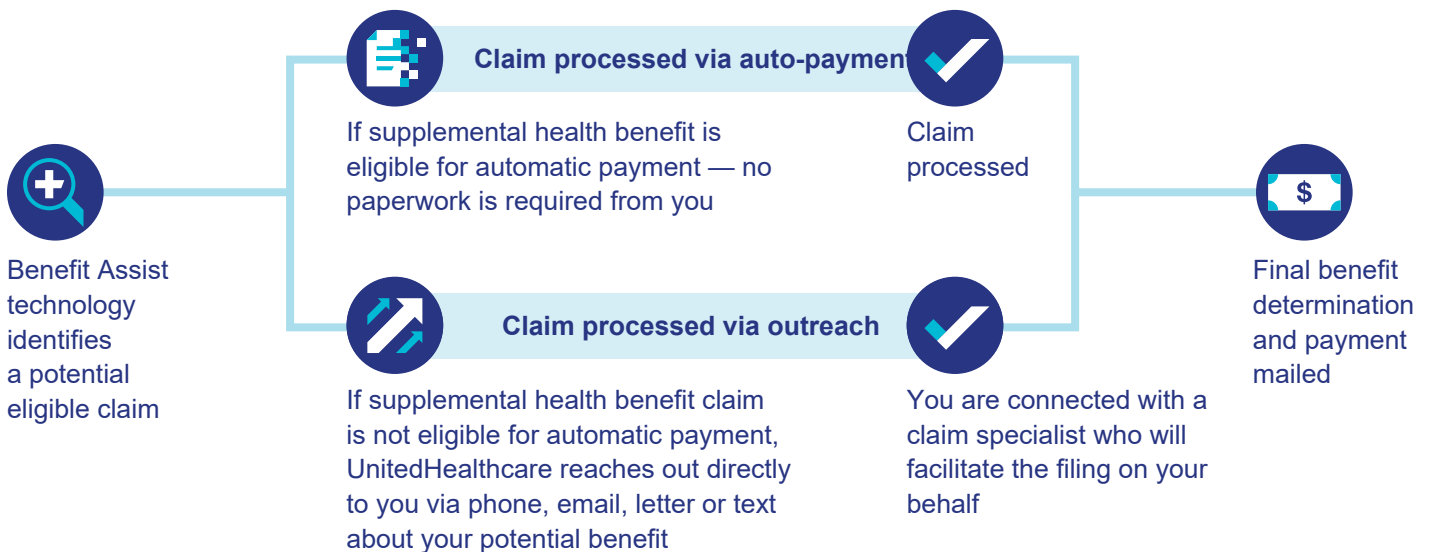 Claim processed via auto-payment
If supplemental health benefit is
eligible for automatic payment — no
paperwork is required from you
Claim
processed
Benefit Assist
technology
identifies
a potential
eligible claim
$
Final benefit
determination
and payment
mailed
Claim processed via outreach
If supplemental health benefit claim
is not eligible for automatic payment,
UnitedHealthcare reaches out directly
to you via phone, email, letter or text
about your potential benefit
You are connected with a
claim specialist who will
facilitate the filing on your
behalf